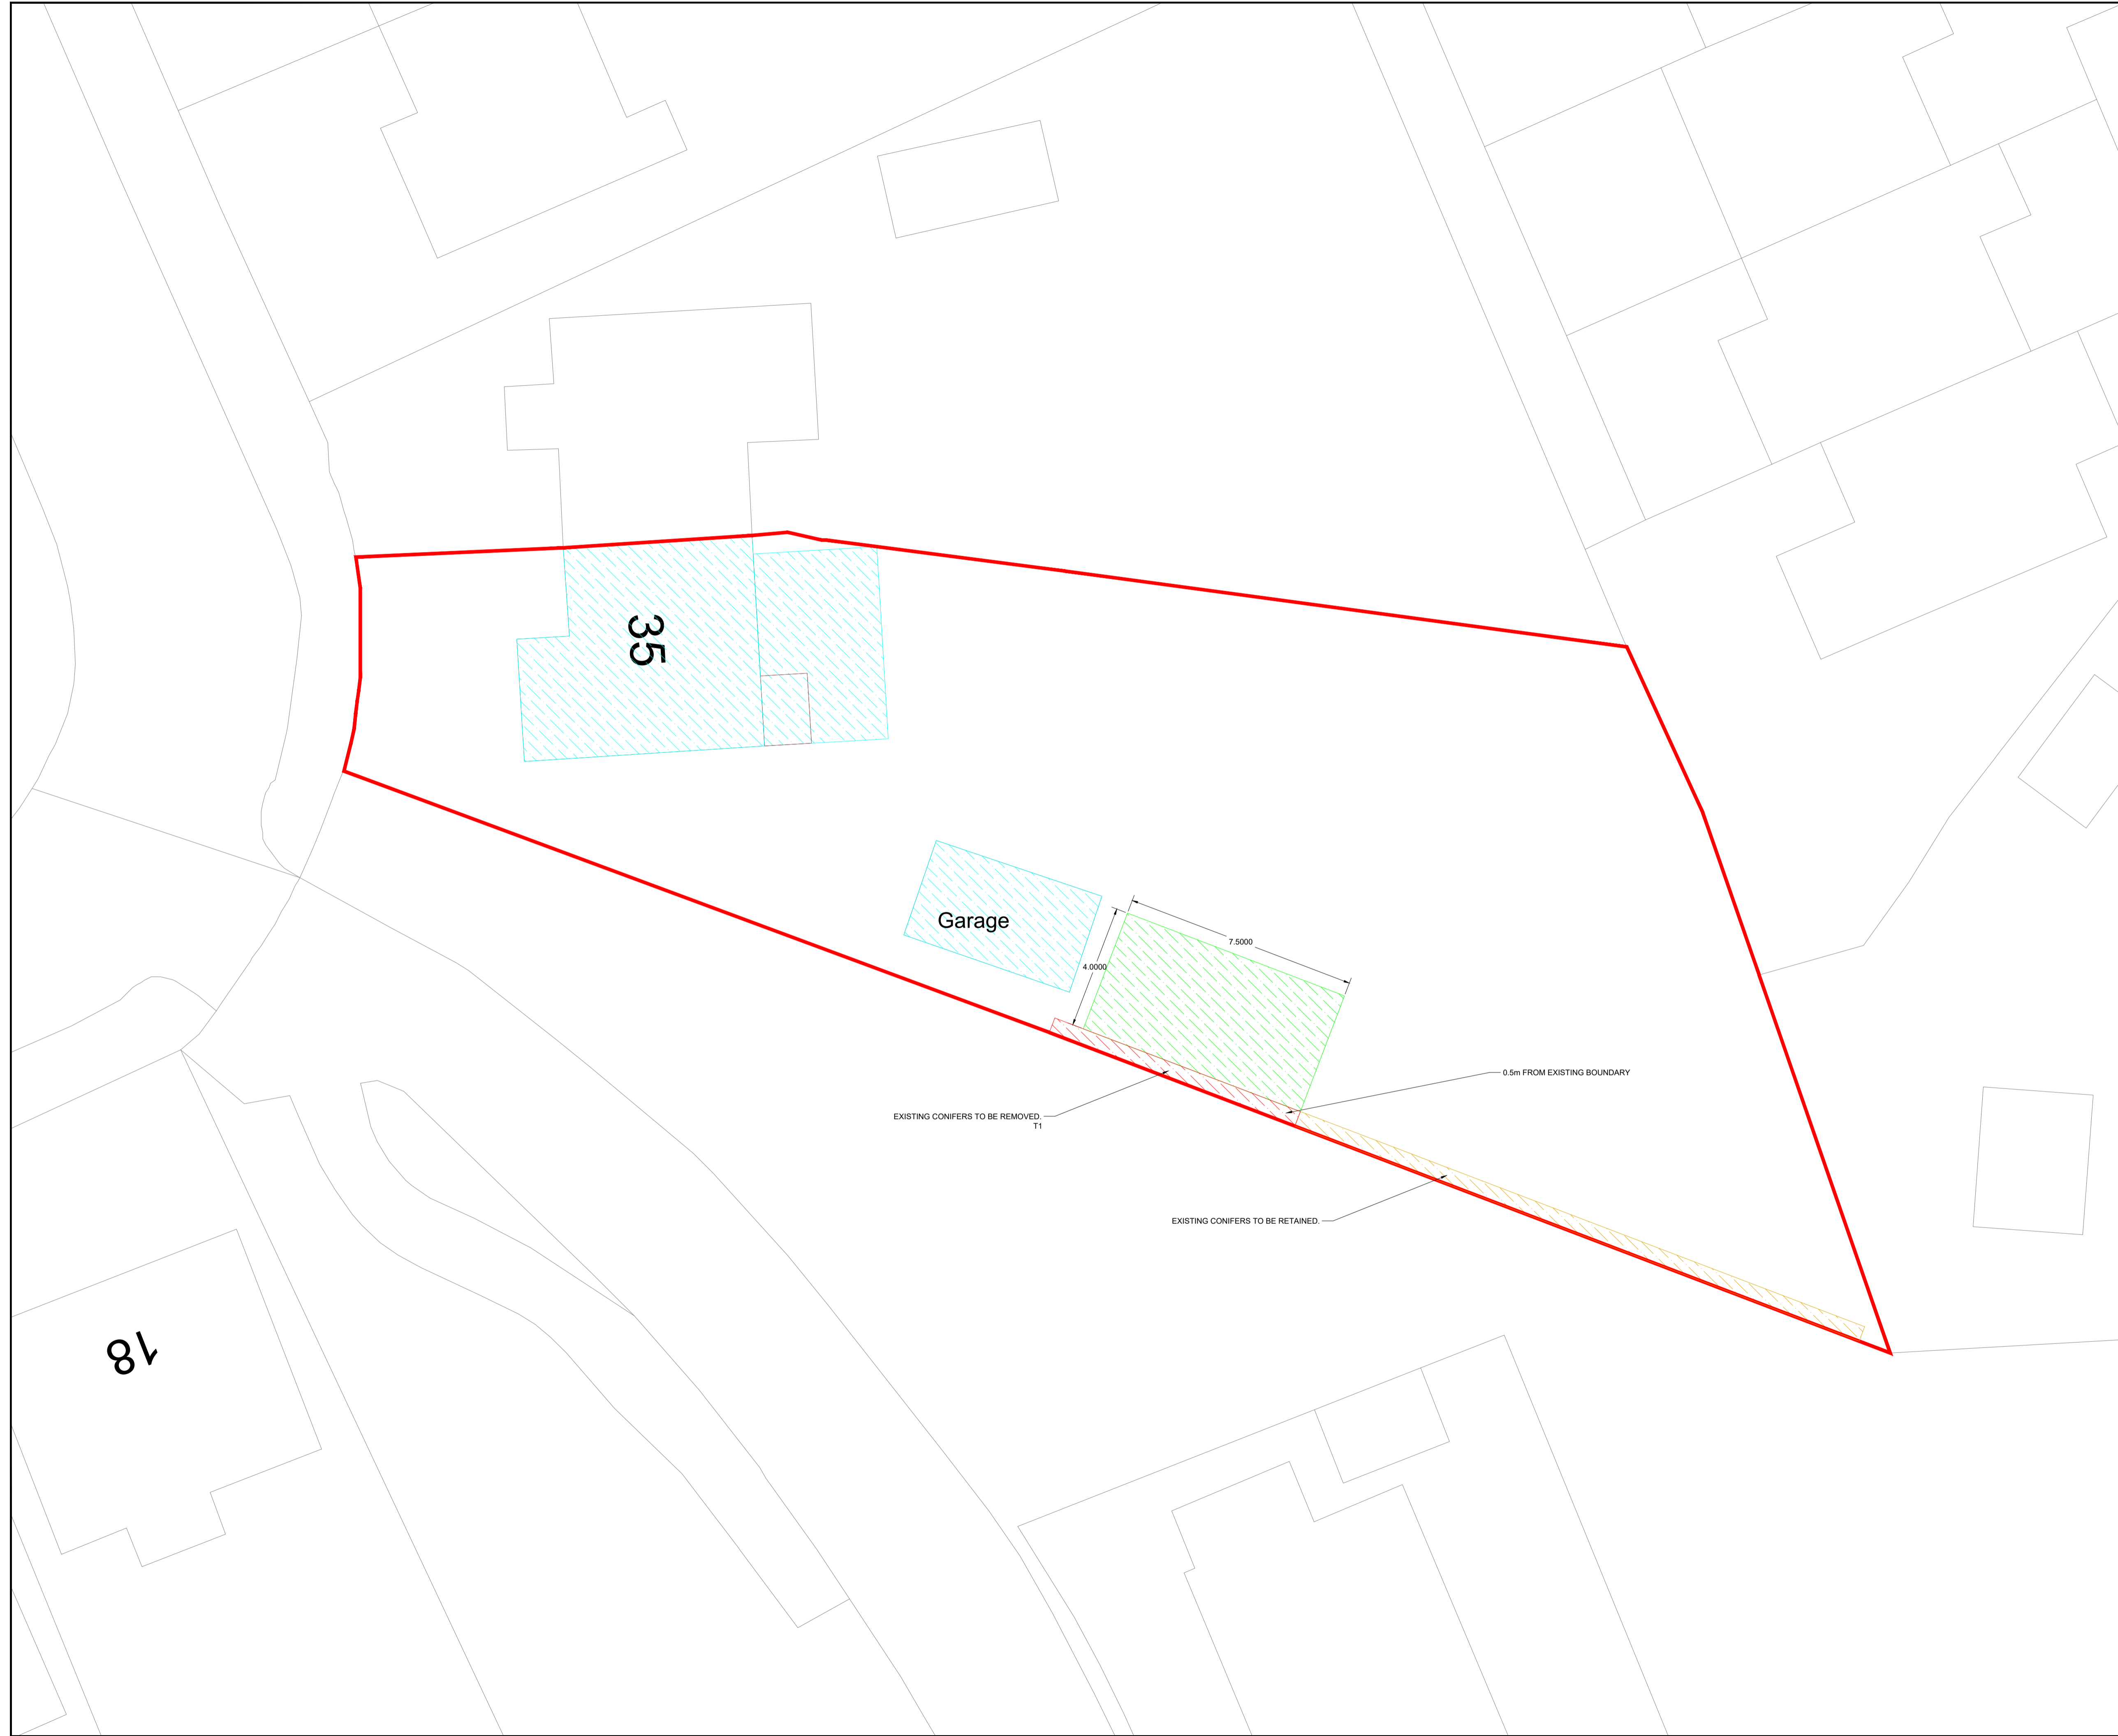 35
Garage
7.5000
4.0000
0.5m FROM EXISTING BOUNDARY
EXISTING CONIFERS TO BE REMOVED.
T1
EXISTING CONIFERS TO BE RETAINED.
18